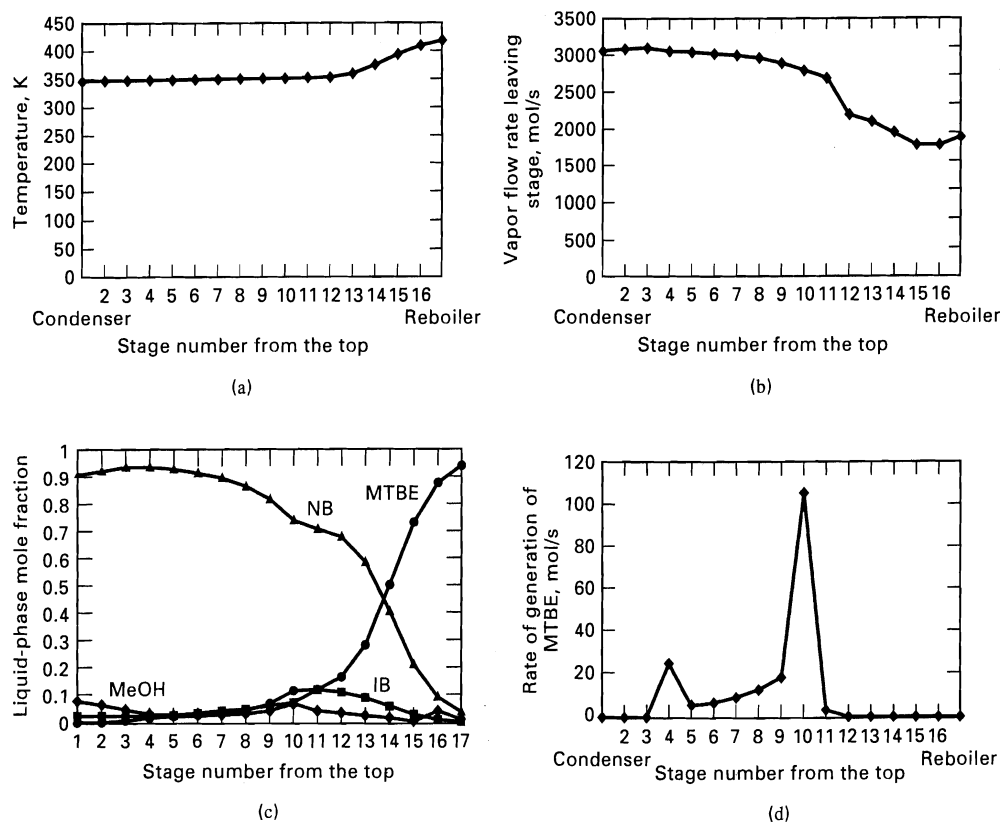 450
400
350
300
250
200
150
100
50
0
Temperature, K
2 3 4 5 6 7 8 9 10 11 12 13 14 15 16
Condenser Reboiler
Stage number from the top
(a)
3500
3000
2500
2000
1500
1000
500
0
Vapor flow rate leaving
stage, mol/s
2 3 4 5 6 7 8 9 10 11 12 13 14 15 16
Condenser Reboiler
Stage number from the top
(b)
1
0.9
0.8
0.7
0.6
0.5
0.4
0.3
0.2
0.1
0
Liquid-phase mole fraction
NB
MTBE
MeOH
IB
1 2 3 4 5 6 7 8 9 10 11 12 13 14 15 16 17
Stage number from the top
(c)
120
100
80
60
40
20
0
Rate of generation of
MTBE, mol/s
2 3 4 5 6 7 8 9 10 11 12 13 14 15 16
Condenser Reboiler
Stage number from the top
(d)